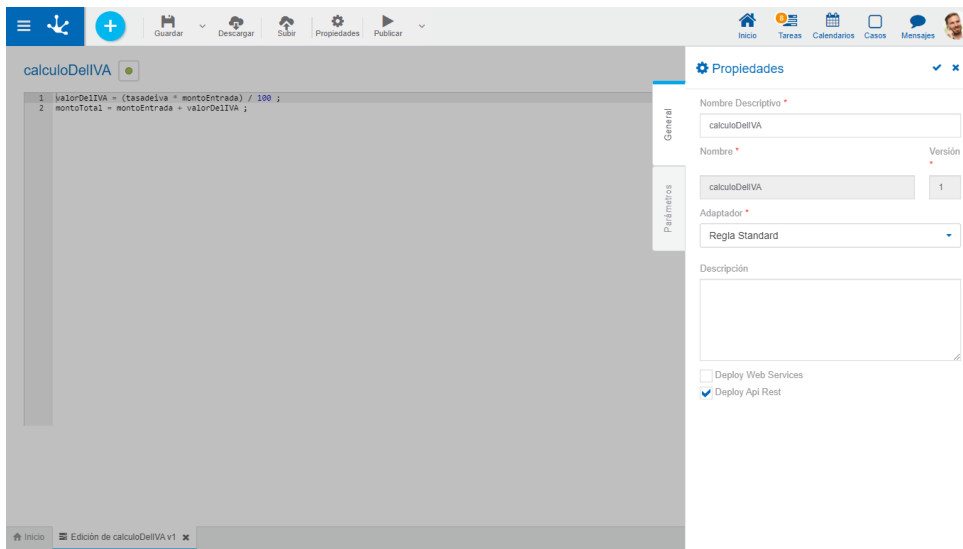 Guardar Descargar Subir Propiedades Publicar Inicio Tareas Calendarios Casos Mensajes
calculoDelIVA
Propiedades
1 valorDelIVA = (tasadeiva * montoEntrada) / 100 ;
2 montoTotal = montoEntrada + valorDelIVA ;
General
Parámetros
Nombre Descriptivo *
calculoDelIVA
Nombre * Versión *
calculoDelIVA 1
Adaptador *
Regla Standard
Descripción
Deploy Web Services
Deploy Api Rest
Inicio Edición de calculoDelIVA v1